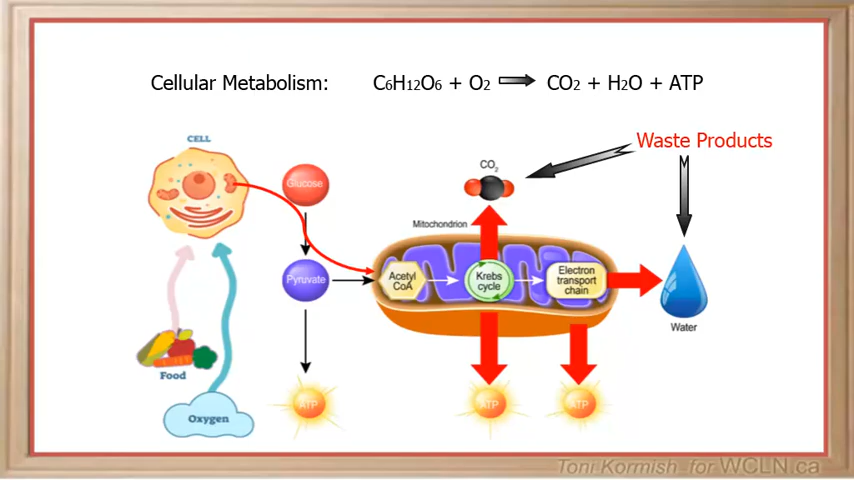 Cellular Metabolism: C6H12O6 + O2 CO2 + H2O + ATP
Waste Products
CELL
Glucose
CO2
Mitochondrion
Pyruvate
Acetyl
CoA
Krebs
cycle
Electron
transport
chain
Water
Food
Oxygen
ATP
ATP
ATP
Toni Kormish for WCLN.ca